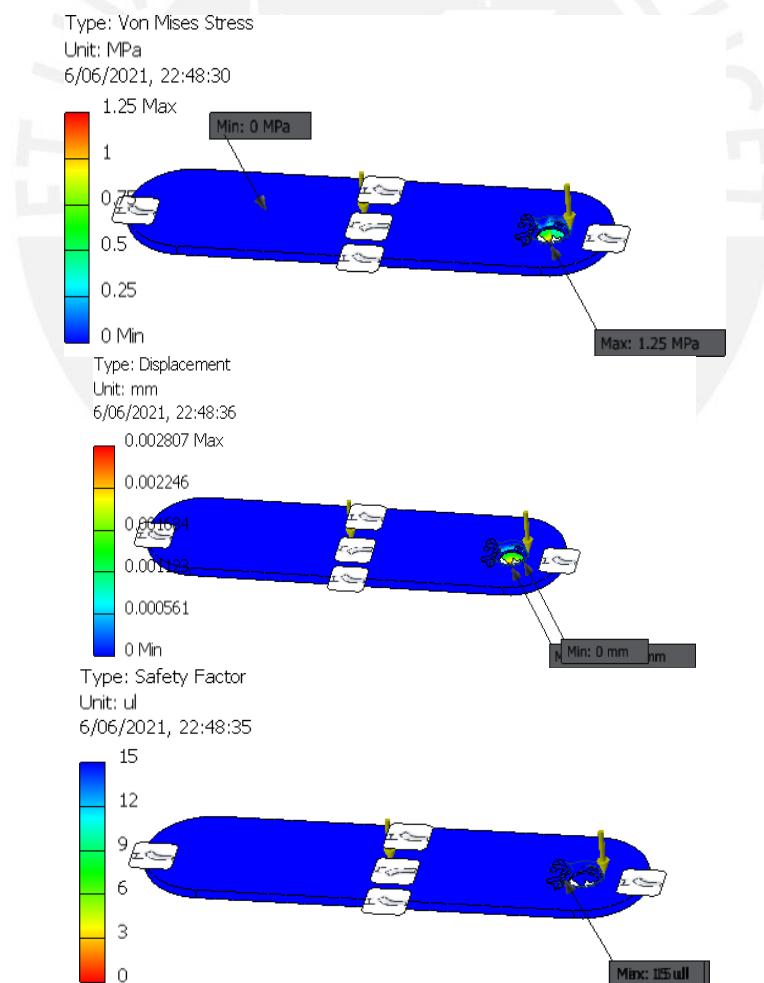 Type: Von Mises Stress
Unit: MPa
6/06/2021, 22:48:30
1.25 Max
Min: 0 MPa
1
0.75
0.5
0.25
0 Min
Max: 1.25 MPa
Type: Displacement
Unit: mm
6/06/2021, 22:48:36
0.002807 Max
0.002246
0.000561
0 Min
Min: 0 mm
mm
Type: Safety Factor
Unit: ul
6/06/2021, 22:48:35
15
12
9
6
3
0